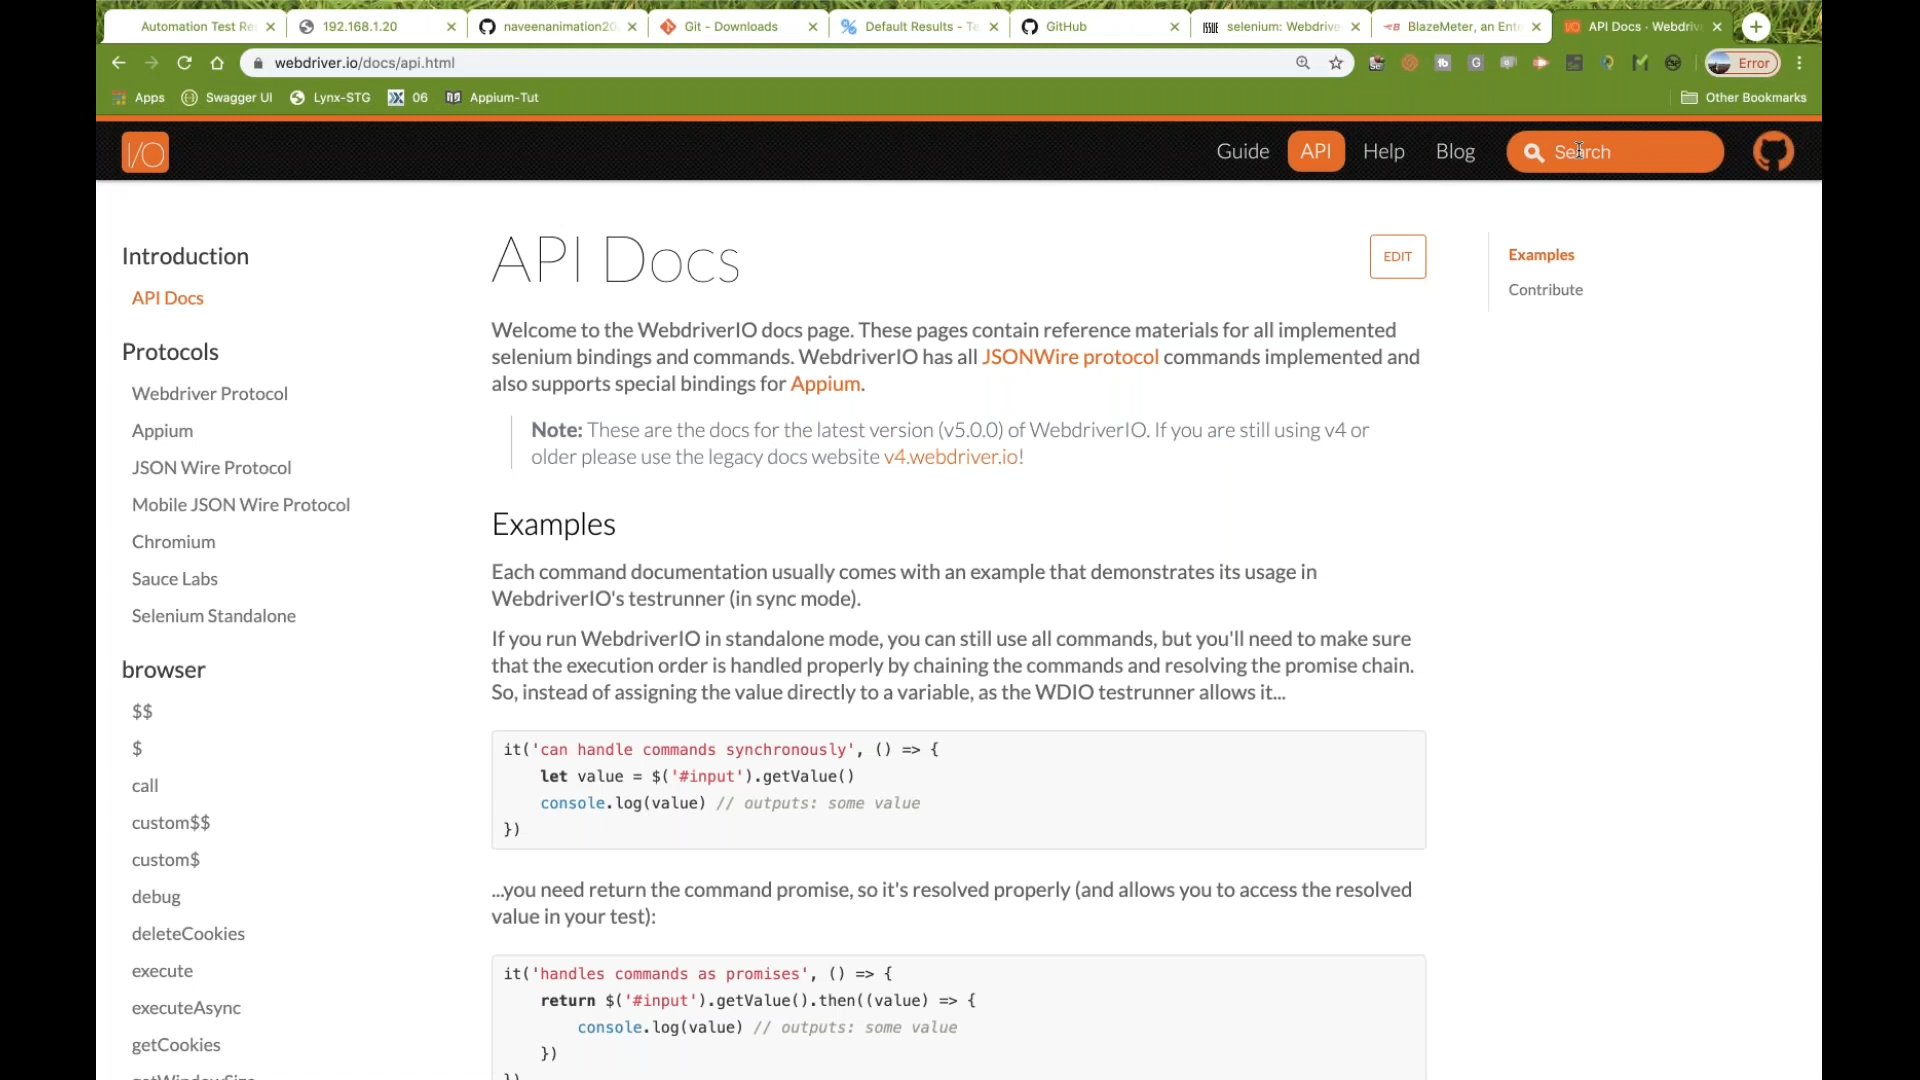 Automation Test Re
192.168.1.20
naveenanimation20
Git - Downloads
Default Results - Te
GitHub
selenium: Webdrive
BlazeMeter, an Ente
API Docs · Webdriv
webdriver.io/docs/api.html
Error
Apps
Swagger UI
Lynx-STG
06
Appium-Tut
Other Bookmarks
I/O
Guide
API
Help
Blog
Search
Introduction
API Docs
Protocols
Webdriver Protocol
Appium
JSON Wire Protocol
Mobile JSON Wire Protocol
Chromium
Sauce Labs
Selenium Standalone
browser
$$
$
call
custom$$
custom$
debug
deleteCookies
execute
executeAsync
getCookies
getWindowSize
API Docs
EDIT
Welcome to the WebdriverIO docs page. These pages contain reference materials for all implemented
selenium bindings and commands. WebdriverIO has all JSONWire protocol commands implemented and
also supports special bindings for Appium.
Note: These are the docs for the latest version (v5.0.0) of WebdriverIO. If you are still using v4 or
older please use the legacy docs website v4.webdriver.io!
Examples
Each command documentation usually comes with an example that demonstrates its usage in
WebdriverIO's testrunner (in sync mode).
If you run WebdriverIO in standalone mode, you can still use all commands, but you'll need to make sure
that the execution order is handled properly by chaining the commands and resolving the promise chain.
So, instead of assigning the value directly to a variable, as the WDIO testrunner allows it...
it('can handle commands synchronously', () => {
let value = $('#input').getValue()
console.log(value) // outputs: some value
})
...you need return the command promise, so it's resolved properly (and allows you to access the resolved
value in your test):
it('handles commands as promises', () => {
return $('#input').getValue().then((value) => {
console.log(value) // outputs: some value
})
})
Examples
Contribute